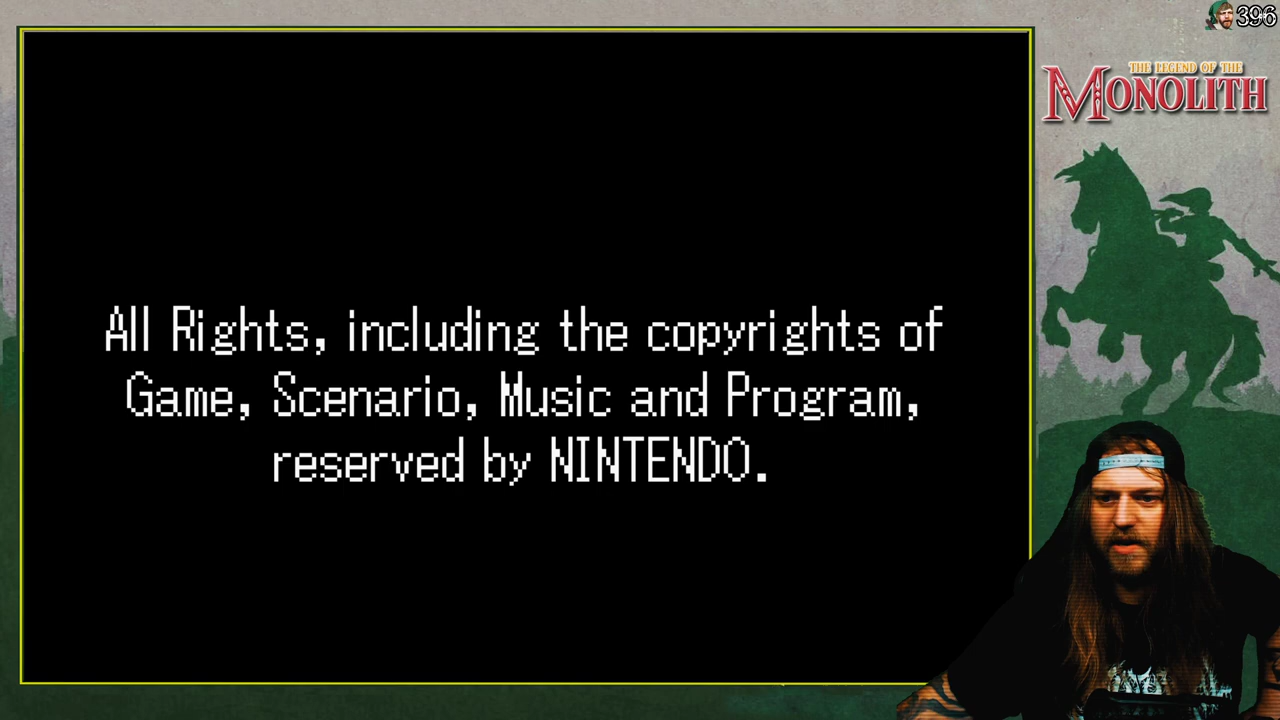 396
THE LEGEND OF THE
MONOLITH
All Rights, including the copyrights of
Game, Scenario, Music and Program,
reserved by NINTENDO.